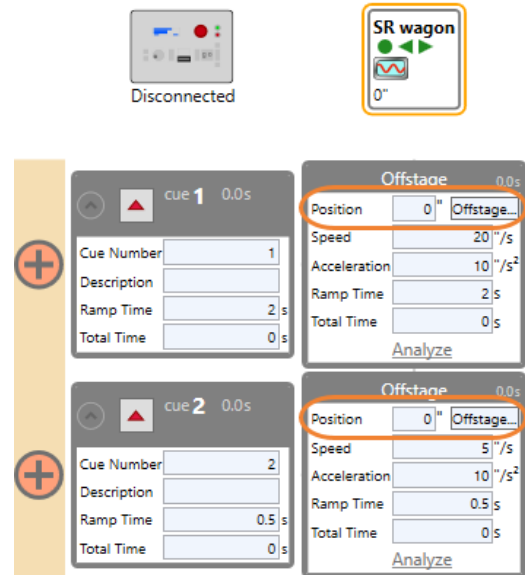 Disconnected
SR wagon
0"
cue 1 0.0s
Cue Number 1
Description
Ramp Time 2 s
Total Time 0 s
Offstage 0.0s
Position 0 " Offstage...
Speed 20 "/s
Acceleration 10 "/s²
Ramp Time 2 s
Total Time 0 s
Analyze
cue 2 0.0s
Cue Number 2
Description
Ramp Time 0.5 s
Total Time 0 s
Offstage 0.0s
Position 0 " Offstage...
Speed 5 "/s
Acceleration 10 "/s²
Ramp Time 0.5 s
Total Time 0 s
Analyze